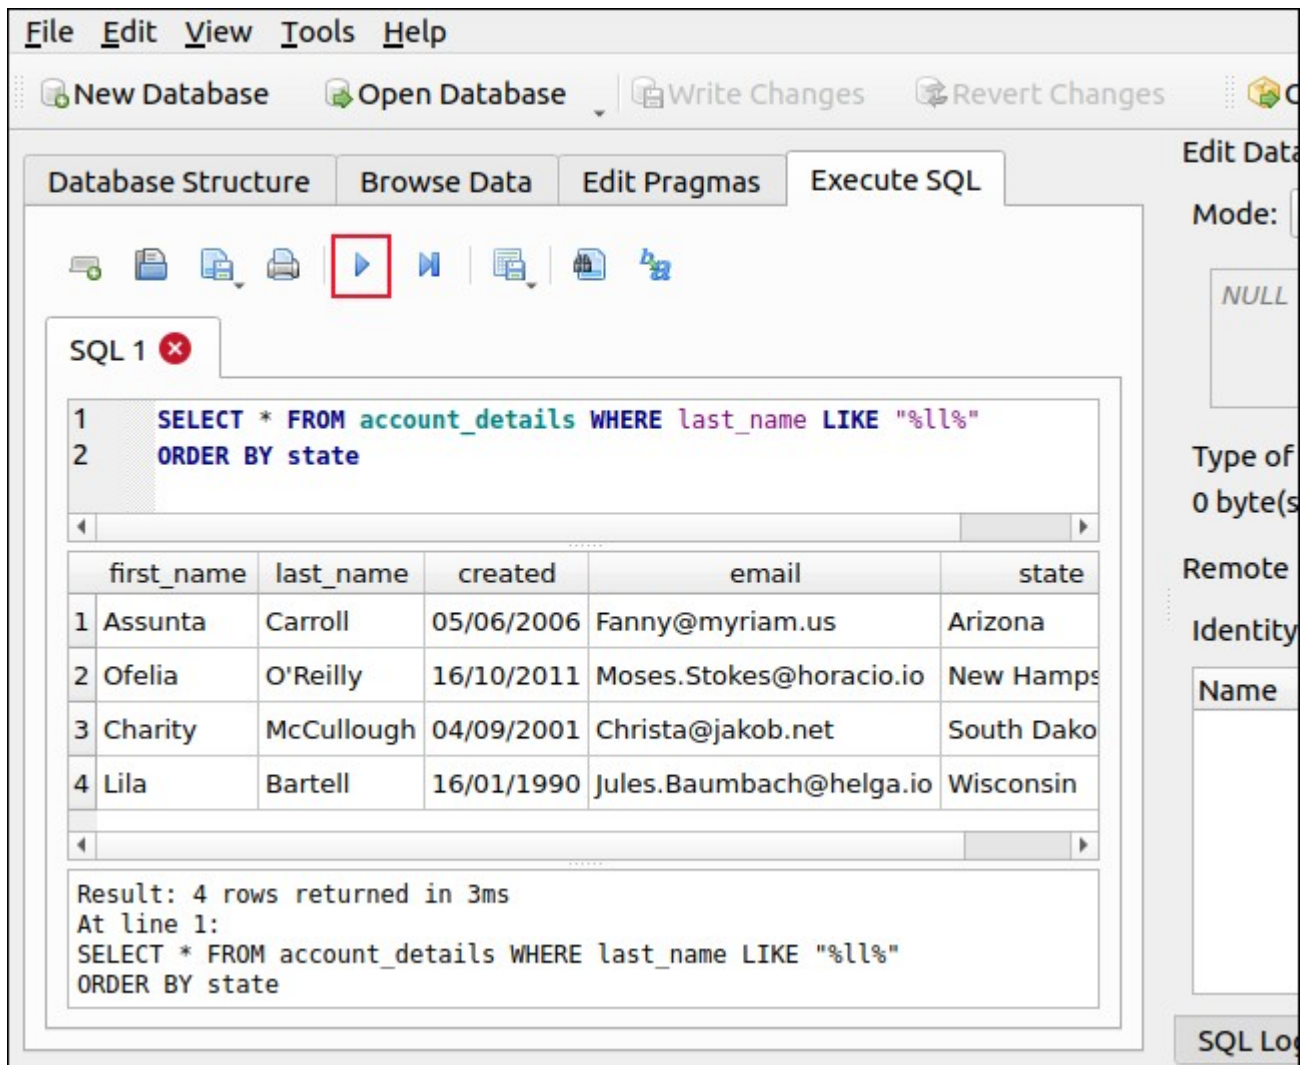 File Edit View Tools Help
New Database Open Database Write Changes Revert Changes
Database Structure Browse Data Edit Pragmas Execute SQL
Edit Data
Mode:
NULL
SQL 1
1 SELECT * FROM account_details WHERE last_name LIKE "%ll%"
2 ORDER BY state
Type of
0 byte(s
first_name last_name created email state
1 Assunta Carroll 05/06/2006 Fanny@myriam.us Arizona
2 Ofelia O'Reilly 16/10/2011 Moses.Stokes@horacio.io New Hamps
3 Charity McCullough 04/09/2001 Christa@jakob.net South Dako
4 Lila Bartell 16/01/1990 Jules.Baumbach@helga.io Wisconsin
Remote
Identity
Name
Result: 4 rows returned in 3ms
At line 1:
SELECT * FROM account_details WHERE last_name LIKE "%ll%"
ORDER BY state
SQL Log